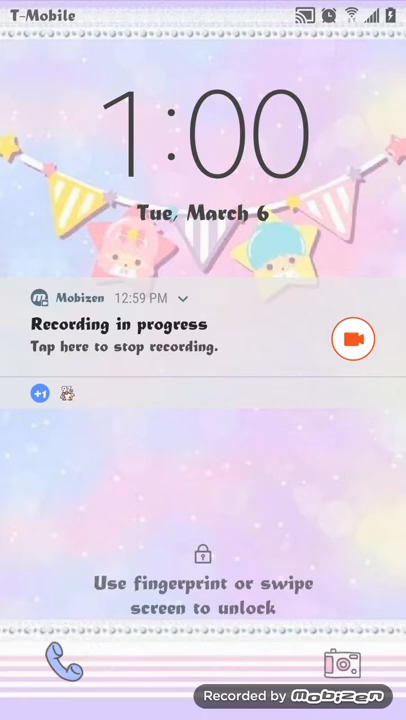 T-Mobile
1:00
Tue, March 6
Mobizen 12:59 PM
Recording in progress
Tap here to stop recording.
+1
Use fingerprint or swipe
screen to unlock
Recorded by mobizen